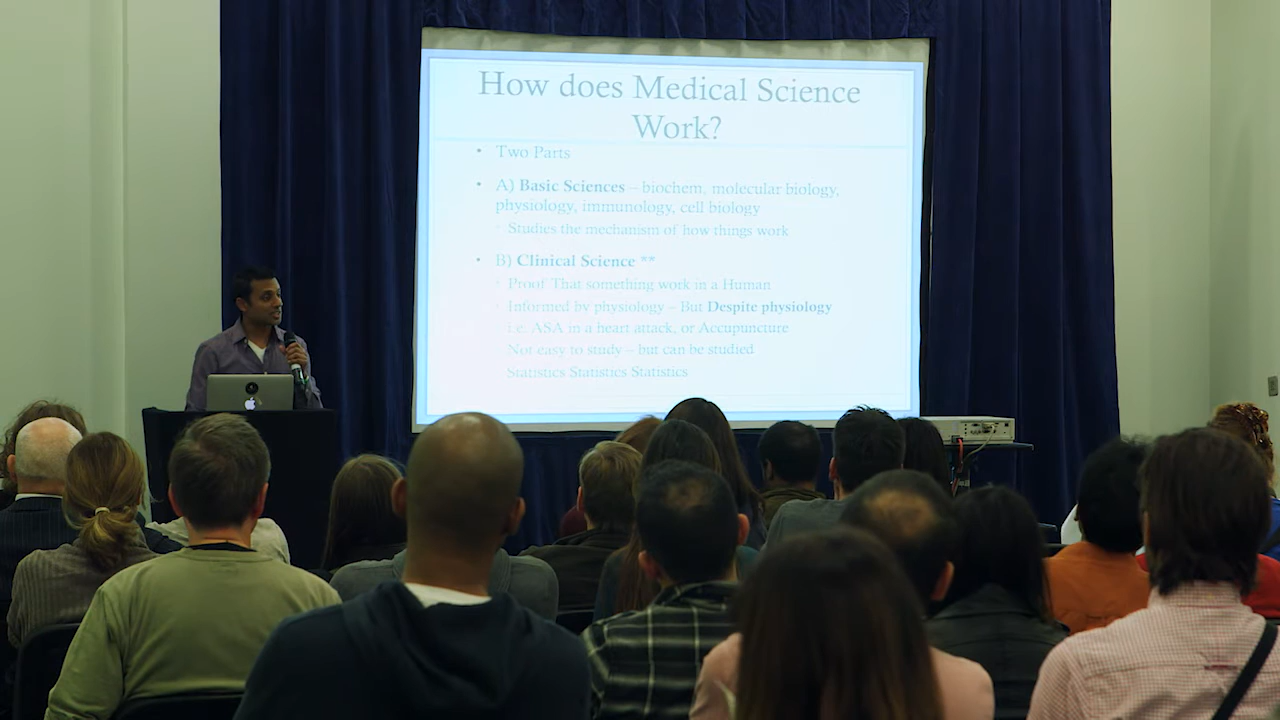 How does Medical Science
Work?
• Two Parts
• A) Basic Sciences – biochem, molecular biology,
physiology, immunology, cell biology
• Studies the mechanism of how things work
• B) Clinical Science **
• Proof That something work in a Human
• Informed by physiology – But Despite physiology
i.e. ASA in a heart attack, or Accupuncture
Not easy to study – but can be studied
Statistics Statistics Statistics